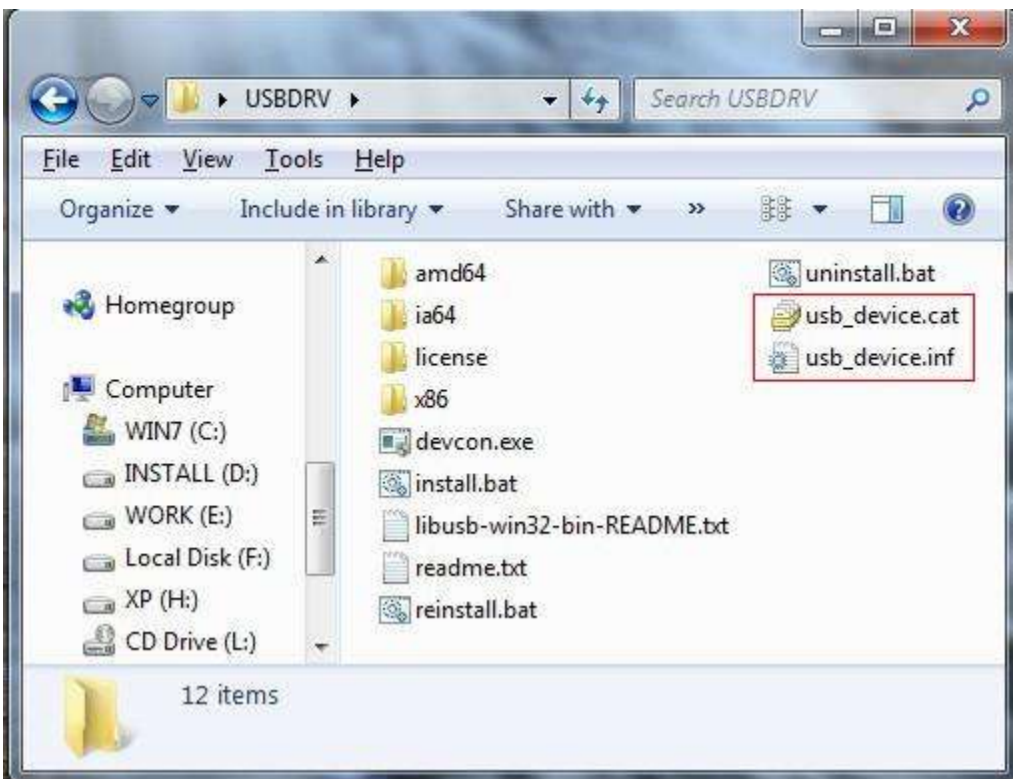 USBDRV
Search USBDRV
File Edit View Tools Help
Organize Include in library Share with »
Homegroup
Computer
WIN7 (C:)
INSTALL (D:)
WORK (E:)
Local Disk (F:)
XP (H:)
CD Drive (L:)
amd64
ia64
license
x86
devcon.exe
install.bat
libusb-win32-bin-README.txt
readme.txt
reinstall.bat
uninstall.bat
usb_device.cat
usb_device.inf
12 items